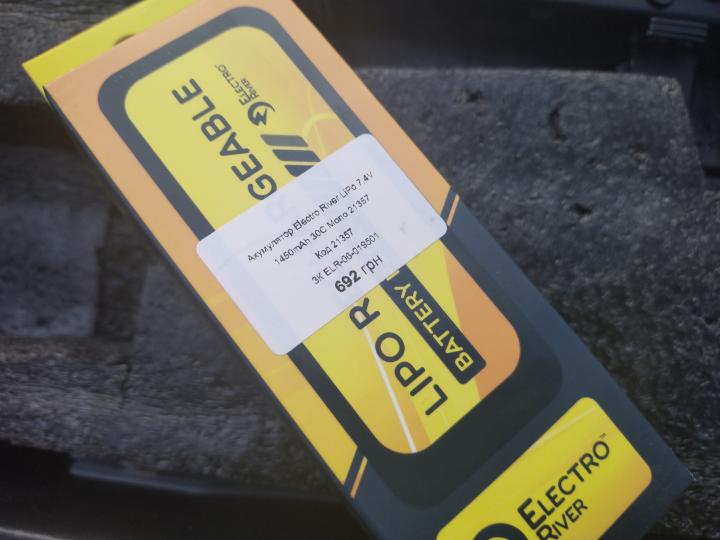 ELECTRO
RIVER
LIPO R GEABLE
BATTERY
Акумулятор Electro River LiPo 7.4V
1450mAh 30C Mono 21357
Код 21357
ЗК ELR-06-019501
692 грн
ELECTRO™
RIVER